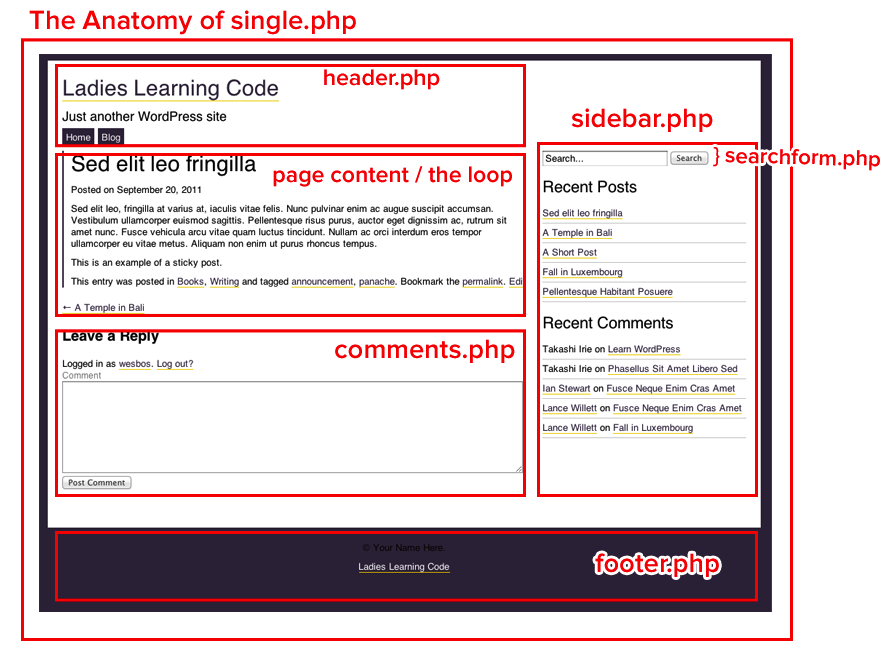 The Anatomy of single.php
header.php
Ladies Learning Code
Just another WordPress site
Home Blog
page content / the loop
Sed elit leo fringilla
Posted on September 20, 2011
Sed elit leo, fringilla at varius at, iaculis vitae felis. Nunc pulvinar enim ac augue suscipit accumsan.
Vestibulum ullamcorper euismod sagittis. Pellentesque risus purus, auctor eget dignissim ac, rutrum sit
amet nunc. Fusce vehicula arcu vitae quam luctus tincidunt. Nullam ac orci interdum eros tempor
ullamcorper eu vitae metus. Aliquam non enim ut purus rhoncus tempus.
This is an example of a sticky post.
This entry was posted in Books, Writing and tagged announcement, panache. Bookmark the permalink. Edi
← A Temple in Bali
comments.php
Leave a Reply
Logged in as wesbos. Log out?
Comment
Post Comment
sidebar.php
Search... Search } searchform.php
Recent Posts
Sed elit leo fringilla
A Temple in Bali
A Short Post
Fall in Luxembourg
Pellentesque Habitant Posuere
Recent Comments
Takashi Irie on Learn WordPress
Takashi Irie on Phasellus Sit Amet Libero Sed
Ian Stewart on Fusce Neque Enim Cras Amet
Lance Willett on Fusce Neque Enim Cras Amet
Lance Willett on Fall in Luxembourg
© Your Name Here.
Ladies Learning Code
footer.php